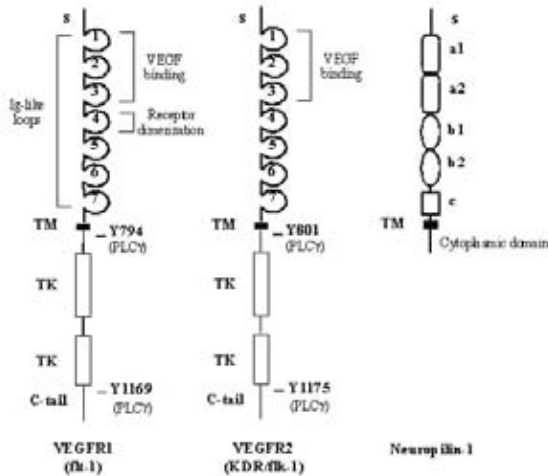 S
1
2
3
4
5
6
7
Ig-like
loops
VEGF
binding
Receptor
dimerization
TM
Y794
(PLCγ)
TK
TK
Y1169
(PLCγ)
C-tail
VEGFR1
(flt-1)
S
1
2
3
4
5
6
7
VEGF
binding
TM
Y801
(PLCγ)
TK
TK
Y1175
(PLCγ)
C-tail
VEGFR2
(KDR/flk-1)
S
a1
a2
b1
b2
c
TM
Cytoplasmic domain
Neuropilin-1